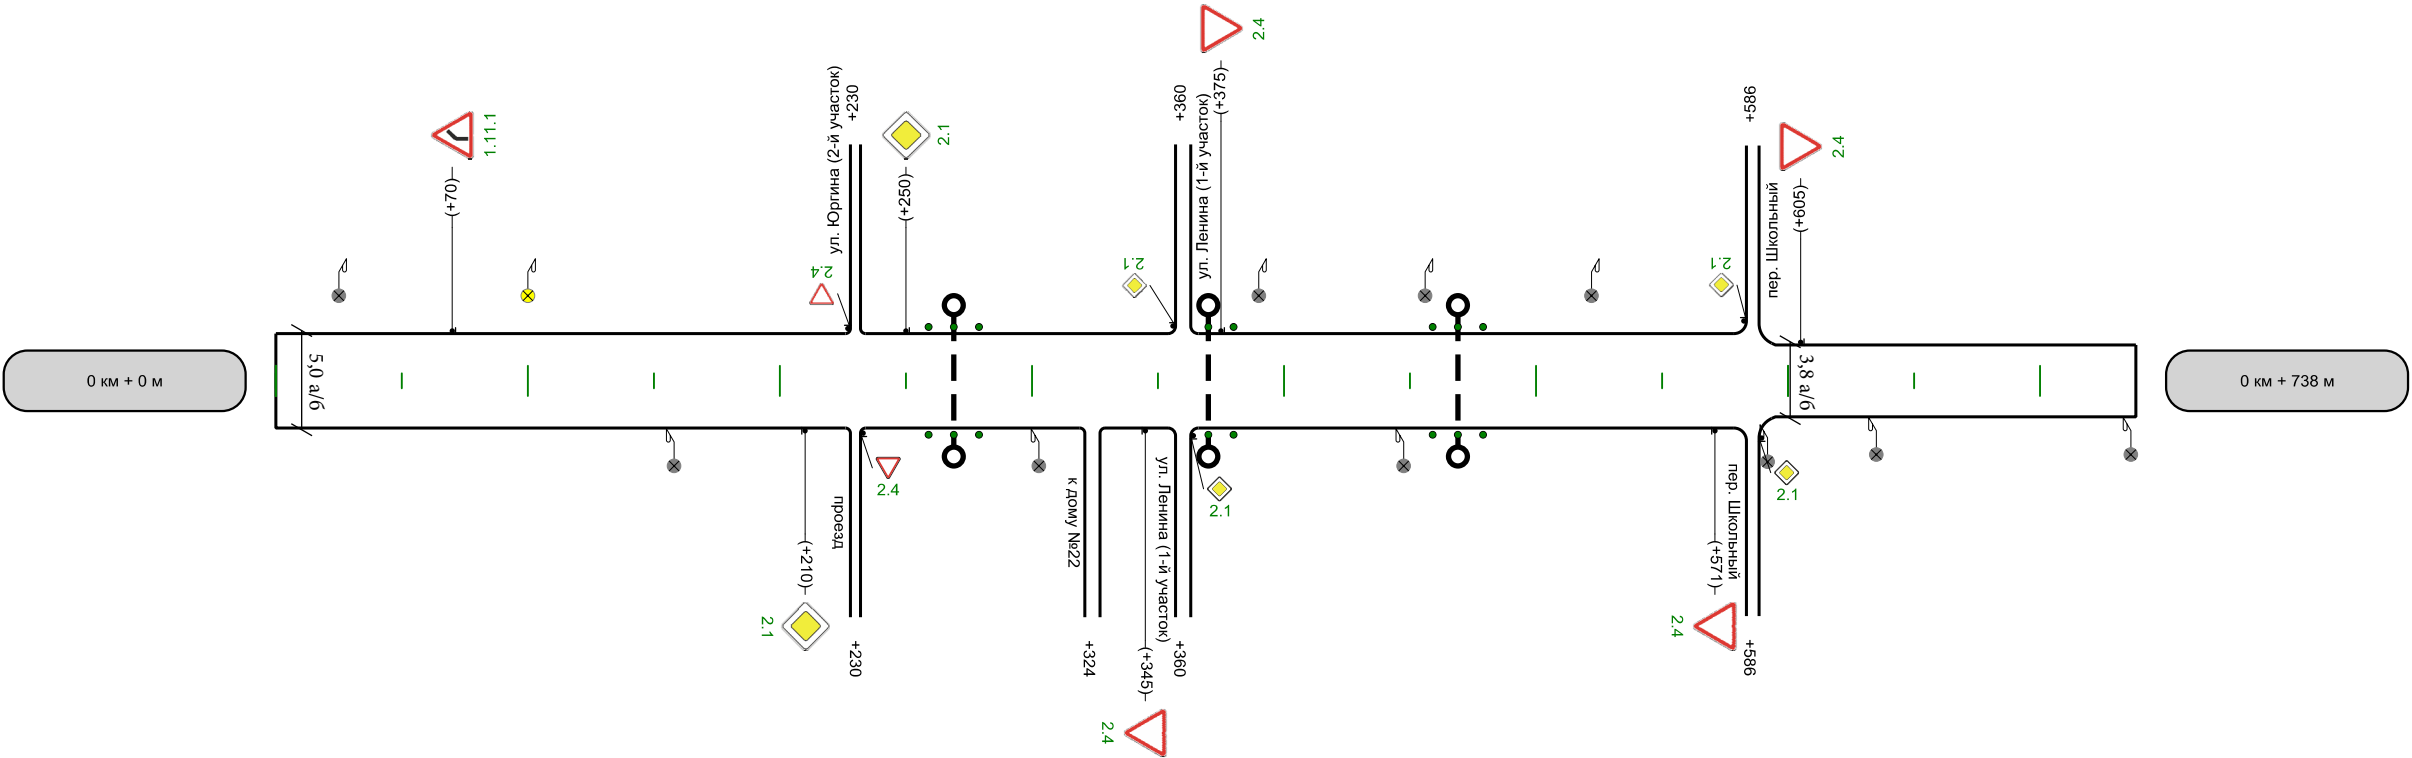 2.4
ул. Юргина (2-й участок)
+230
+360
(+375)
+586
1.11.1
2.1
2.4
(+70)
(+250)
ул. Ленина (1-й участок)
пер. Школьный
(+605)
2.4
2.1
2.1
5,0 а/б
3,8 а/б
0 км + 0 м
0 км + 738 м
2.4
2.1
2.1
проезд
к дому №22
ул. Ленина (1-й участок)
пер. Школьный
(+210)
(+571)
2.1
2.4
+230
+324
(+345)
+360
+586
2.4